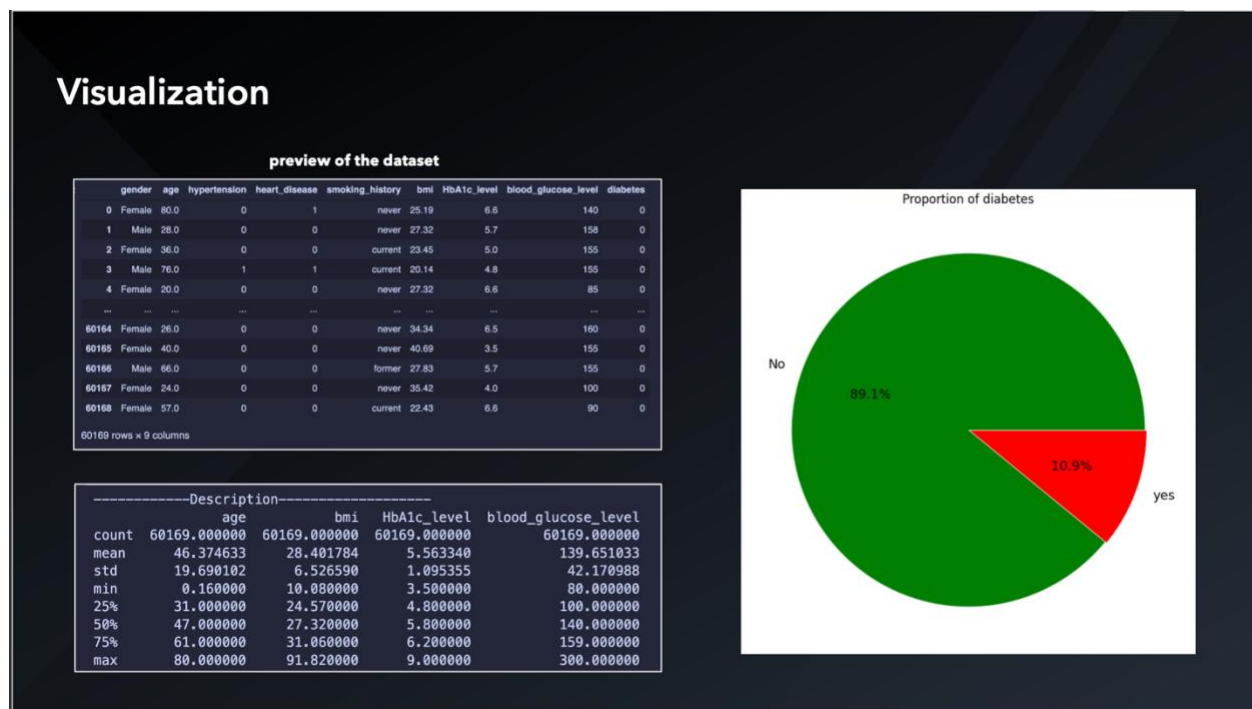 Visualization
preview of the dataset
gender age hypertension heart_disease smoking_history bmi HbA1c_level blood_glucose_level diabetes
0 Female 80.0 0 1 never 25.19 6.6 140 0
1 Male 28.0 0 0 never 27.32 5.7 158 0
2 Female 36.0 0 0 current 23.45 5.0 155 0
3 Male 76.0 1 1 current 20.14 4.8 155 0
4 Female 20.0 0 0 never 27.32 6.6 85 0
... ... ... ... ... ... ... ... ... ...
60164 Female 26.0 0 0 never 34.34 6.5 160 0
60165 Female 40.0 0 0 never 40.69 3.5 155 0
60166 Male 66.0 0 0 former 27.83 5.7 155 0
60167 Female 24.0 0 0 never 35.42 4.0 100 0
60168 Female 57.0 0 0 current 22.43 6.6 90 0
60169 rows × 9 columns
------------Description-------------------
age bmi HbA1c_level blood_glucose_level
count 60169.000000 60169.000000 60169.000000 60169.000000
mean 46.374633 28.401784 5.563340 139.651033
std 19.690102 6.526590 1.095355 42.170988
min 0.160000 10.080000 3.500000 80.000000
25% 31.000000 24.570000 4.800000 100.000000
50% 47.000000 27.320000 5.800000 140.000000
75% 61.000000 31.060000 6.200000 159.000000
max 80.000000 91.820000 9.000000 300.000000
Proportion of diabetes
No
89.1%
10.9%
yes